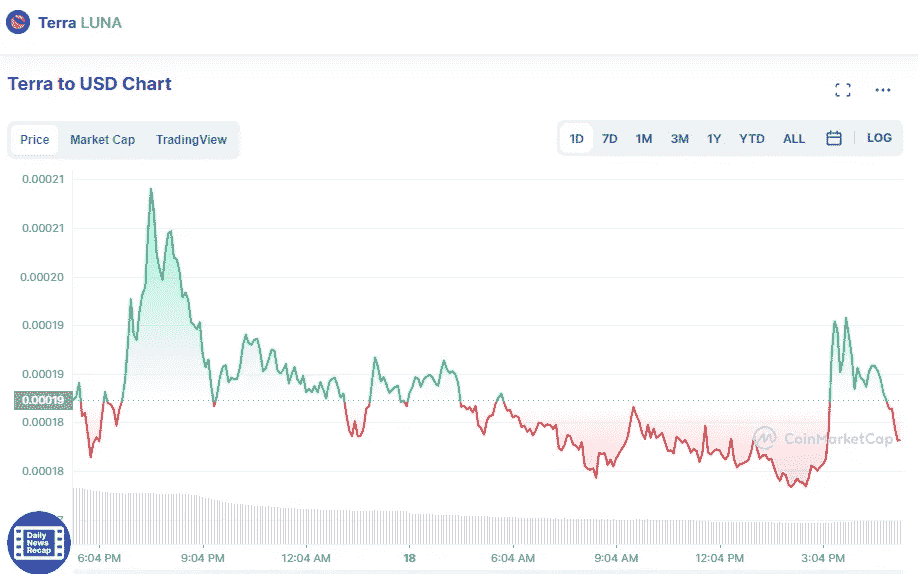 Terra LUNA
Terra to USD Chart
Price Market Cap TradingView
1D 7D 1M 3M 1Y YTD ALL LOG
0.00021
0.00021
0.00020
0.00019
0.00019
0.00019
0.00018
0.00018
CoinMarketCap
Daily
News
Recap
6:04 PM 9:04 PM 12:04 AM 18 6:04 AM 9:04 AM 12:04 PM 3:04 PM